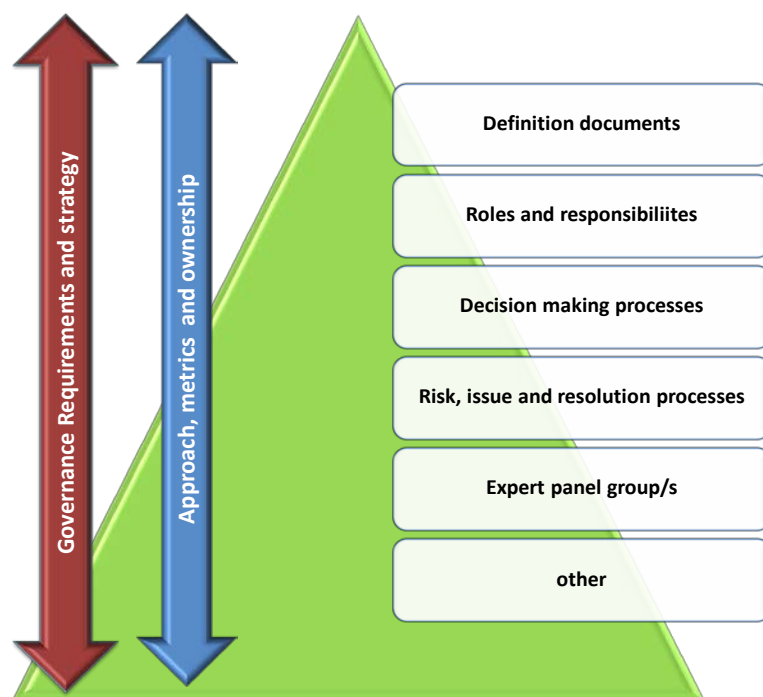 Governance Requirements and strategy
Approach, metrics and ownership
Definition documents
Roles and responsibiliites
Decision making processes
Risk, issue and resolution processes
Expert panel group/s
other